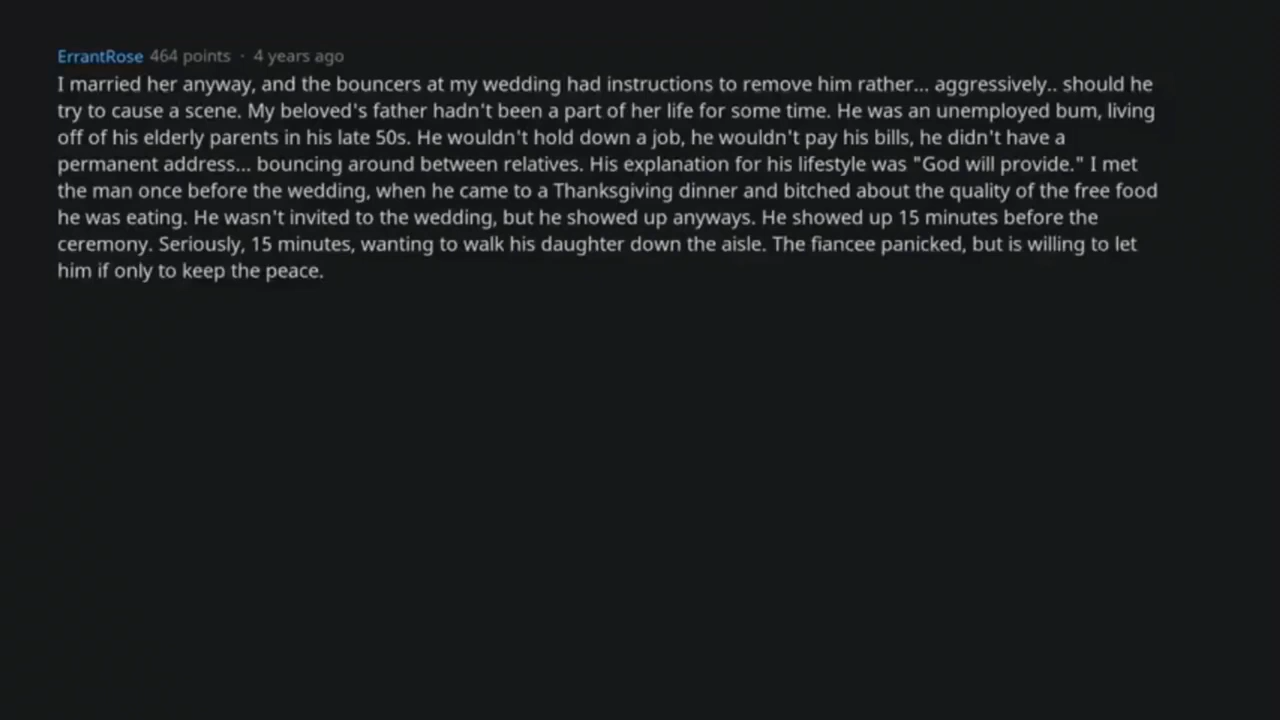 ErrantRose 464 points · 4 years ago
I married her anyway, and the bouncers at my wedding had instructions to remove him rather... aggressively.. should he
try to cause a scene. My beloved's father hadn't been a part of her life for some time. He was an unemployed bum, living
off of his elderly parents in his late 50s. He wouldn't hold down a job, he wouldn't pay his bills, he didn't have a
permanent address... bouncing around between relatives. His explanation for his lifestyle was "God will provide." I met
the man once before the wedding, when he came to a Thanksgiving dinner and bitched about the quality of the free food
he was eating. He wasn't invited to the wedding, but he showed up anyways. He showed up 15 minutes before the
ceremony. Seriously, 15 minutes, wanting to walk his daughter down the aisle. The fiancee panicked, but is willing to let
him if only to keep the peace.